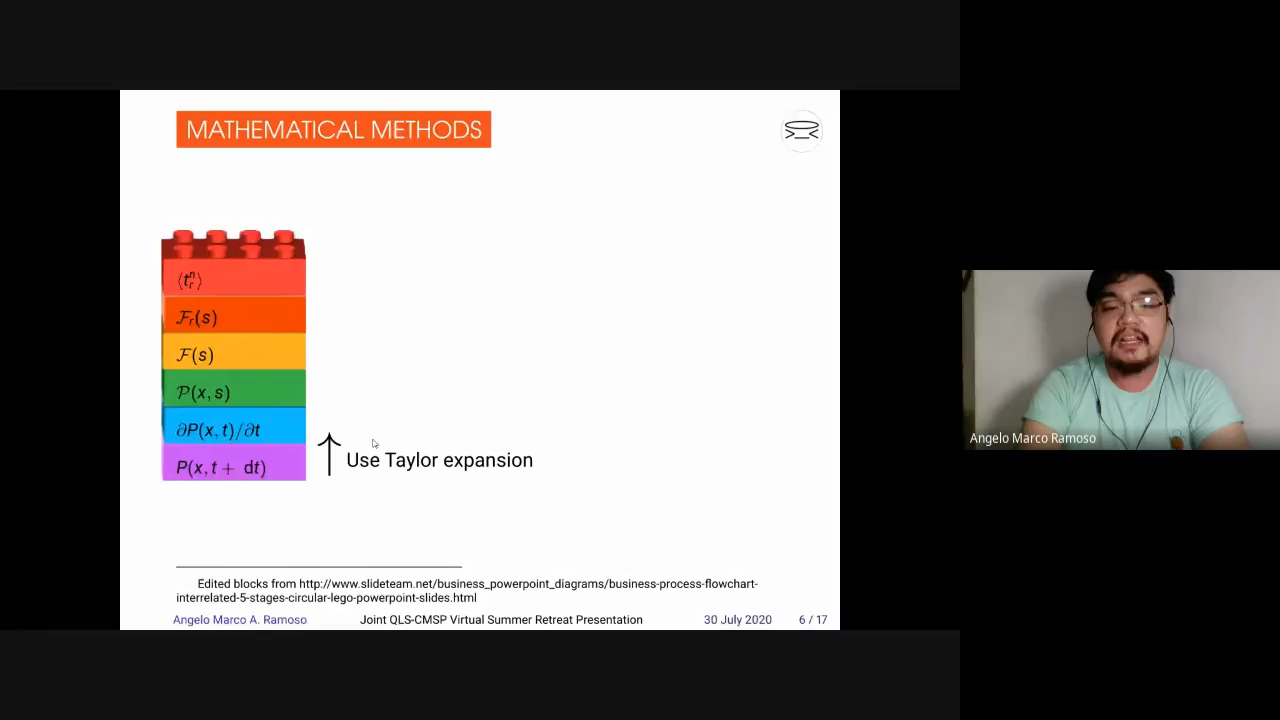 MATHEMATICAL METHODS
⟨tᵣⁿ⟩
ℱᵣ(s)
ℱ(s)
𝒫(x, s)
∂P(x, t)/∂t
P(x, t + dt)
Use Taylor expansion
Edited blocks from http://www.slideteam.net/business_powerpoint_diagrams/business-process-flowchart-
interrelated-5-stages-circular-lego-powerpoint-slides.html
Angelo Marco A. Ramoso Joint QLS-CMSP Virtual Summer Retreat Presentation 30 July 2020 6 / 17
Angelo Marco Ramoso